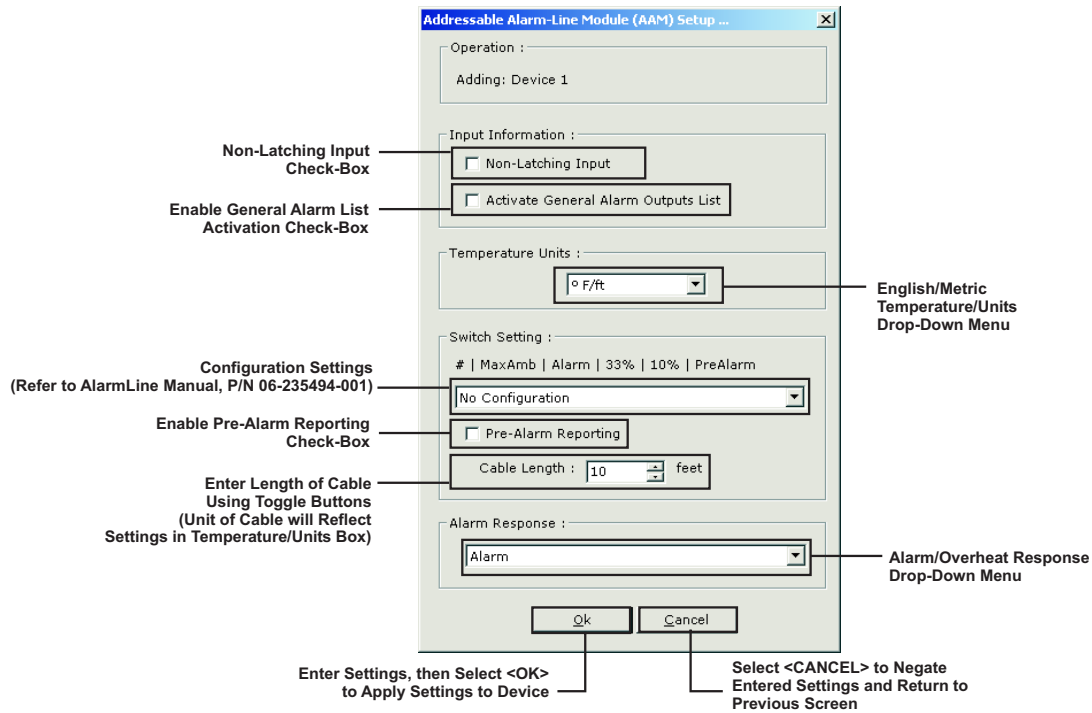 Addressable Alarm-Line Module (AAM) Setup ...
Operation :
Adding: Device 1
Input Information :
Non-Latching Input
Check-Box
Non-Latching Input
Enable General Alarm List
Activation Check-Box
Activate General Alarm Outputs List
Temperature Units :
° F/ft
English/Metric
Temperature/Units
Drop-Down Menu
Switch Setting :
# | MaxAmb | Alarm | 33% | 10% | PreAlarm
Configuration Settings
(Refer to AlarmLine Manual, P/N 06-235494-001)
No Configuration
Enable Pre-Alarm Reporting
Check-Box
Pre-Alarm Reporting
Cable Length : 10 feet
Enter Length of Cable
Using Toggle Buttons
(Unit of Cable will Reflect
Settings in Temperature/Units Box)
Alarm Response :
Alarm
Alarm/Overheat Response
Drop-Down Menu
Ok
Cancel
Enter Settings, then Select <OK>
to Apply Settings to Device
Select <CANCEL> to Negate
Entered Settings and Return to
Previous Screen